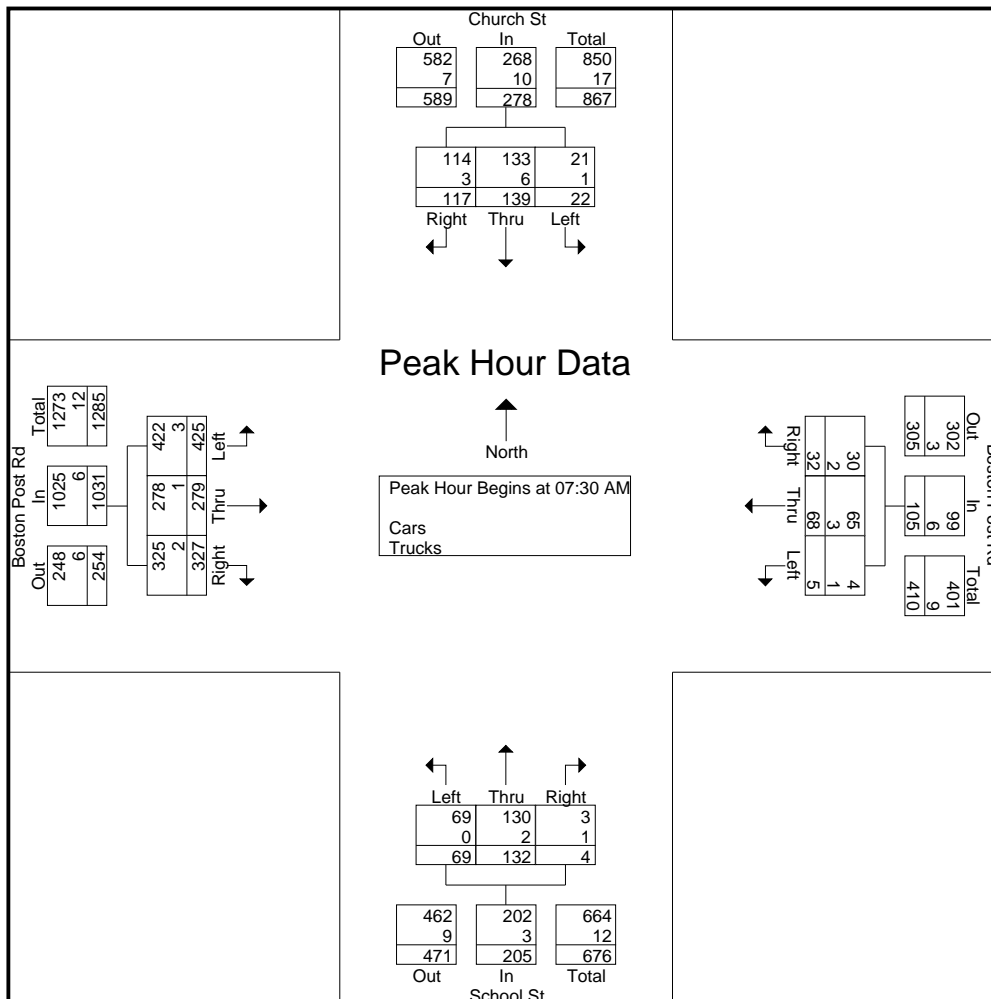 Church St
Out In Total
582 268 850
7 10 17
589 278 867
114 133 21
3 6 1
117 139 22
Right Thru Left
Peak Hour Data
North
Peak Hour Begins at 07:30 AM
Cars
Trucks
Boston Post Rd
Total In Out
1273 1025 248
12 6 6
1285 1031 254
422 278 325
3 1 2
425 279 327
Left Thru Right
Boston Post Rd
Out In Total
302 99 401
3 6 9
305 105 410
30 65 4
2 3 1
32 68 5
Right Thru Left
Left Thru Right
69 130 3
0 2 1
69 132 4
462 202 664
9 3 12
471 205 676
Out In Total
School St